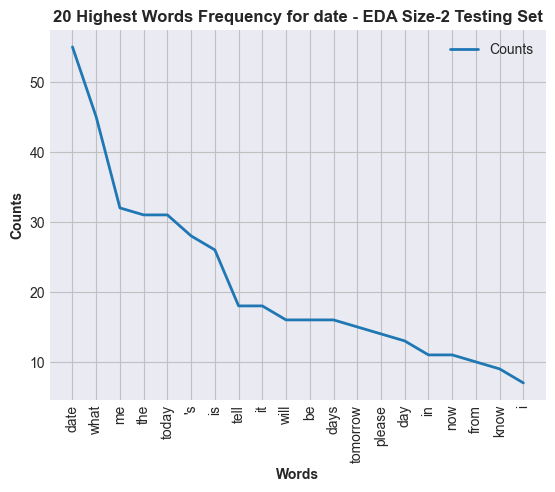 20 Highest Words Frequency for date - EDA Size-2 Testing Set
Counts
50
40
30
20
10
Counts
date
what
me
the
today
's
is
tell
it
will
be
days
tomorrow
please
day
in
now
from
know
i
Words